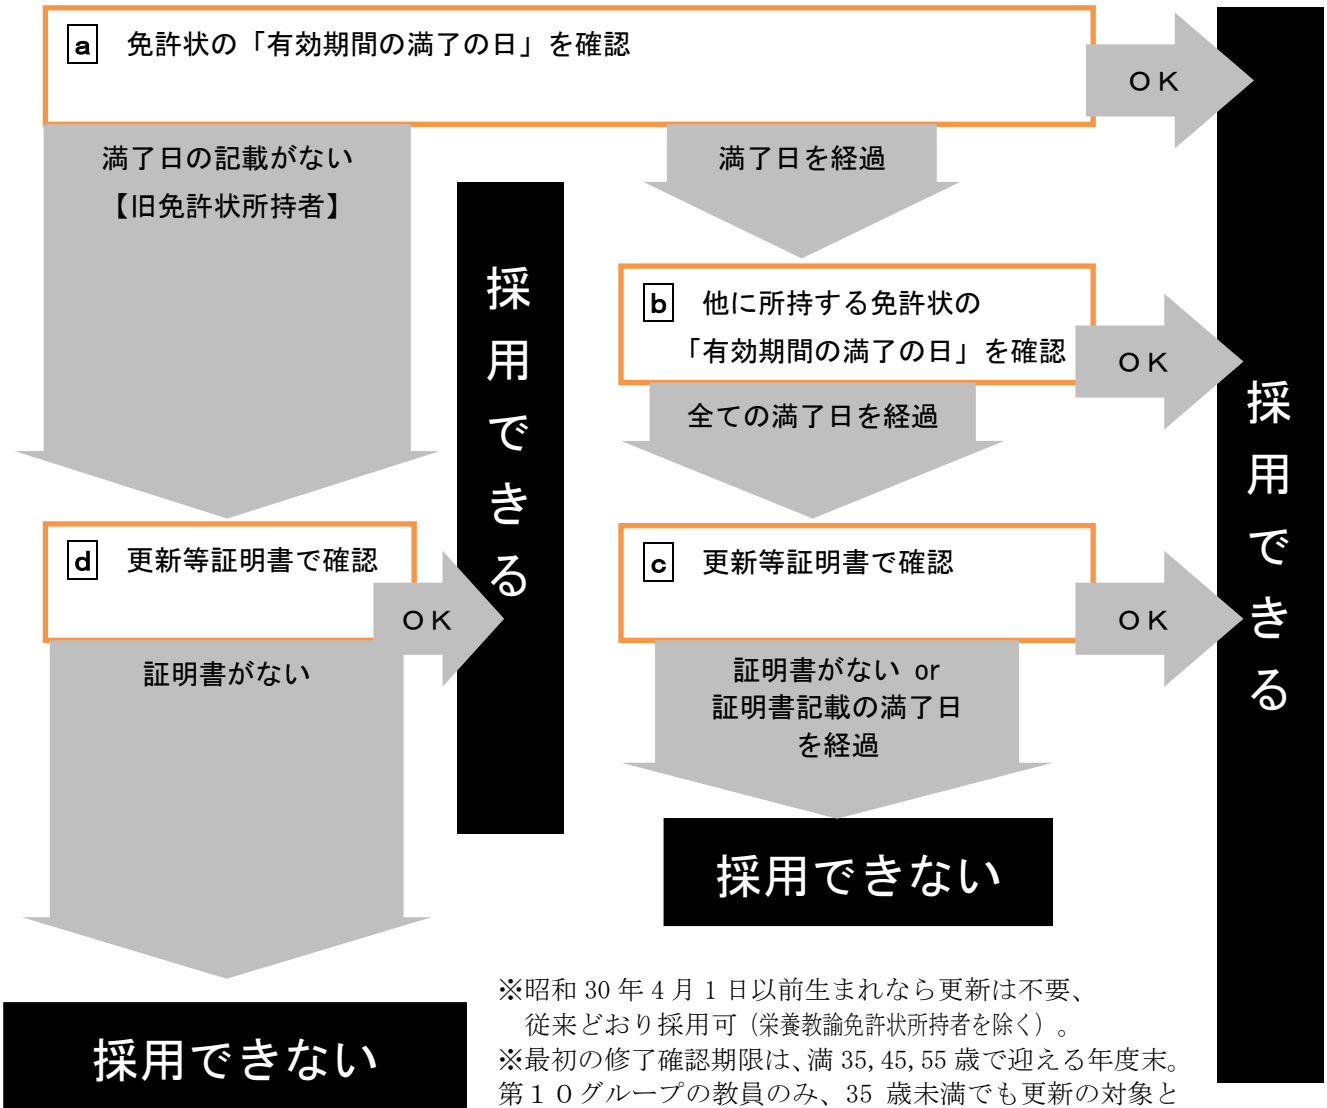 a 免許状の「有効期間の満了の日」を確認
OK
満了日の記載がない
【旧免許状所持者】
満了日を経過
採用できる
b 他に所持する免許状の
「有効期間の満了の日」を確認
OK
全ての満了日を経過
採用できる
d 更新等証明書で確認
OK
c 更新等証明書で確認
OK
証明書がない
証明書がない or
証明書記載の満了日
を経過
採用できない
採用できない
※昭和 30 年 4 月 1 日以前生まれなら更新は不要、
従来どおり採用可（栄養教諭免許状所持者を除く）。
※最初の修了確認期限は、満 35,45,55 歳で迎える年度末。
第１０グループの教員のみ、35 歳未満でも更新の対象と